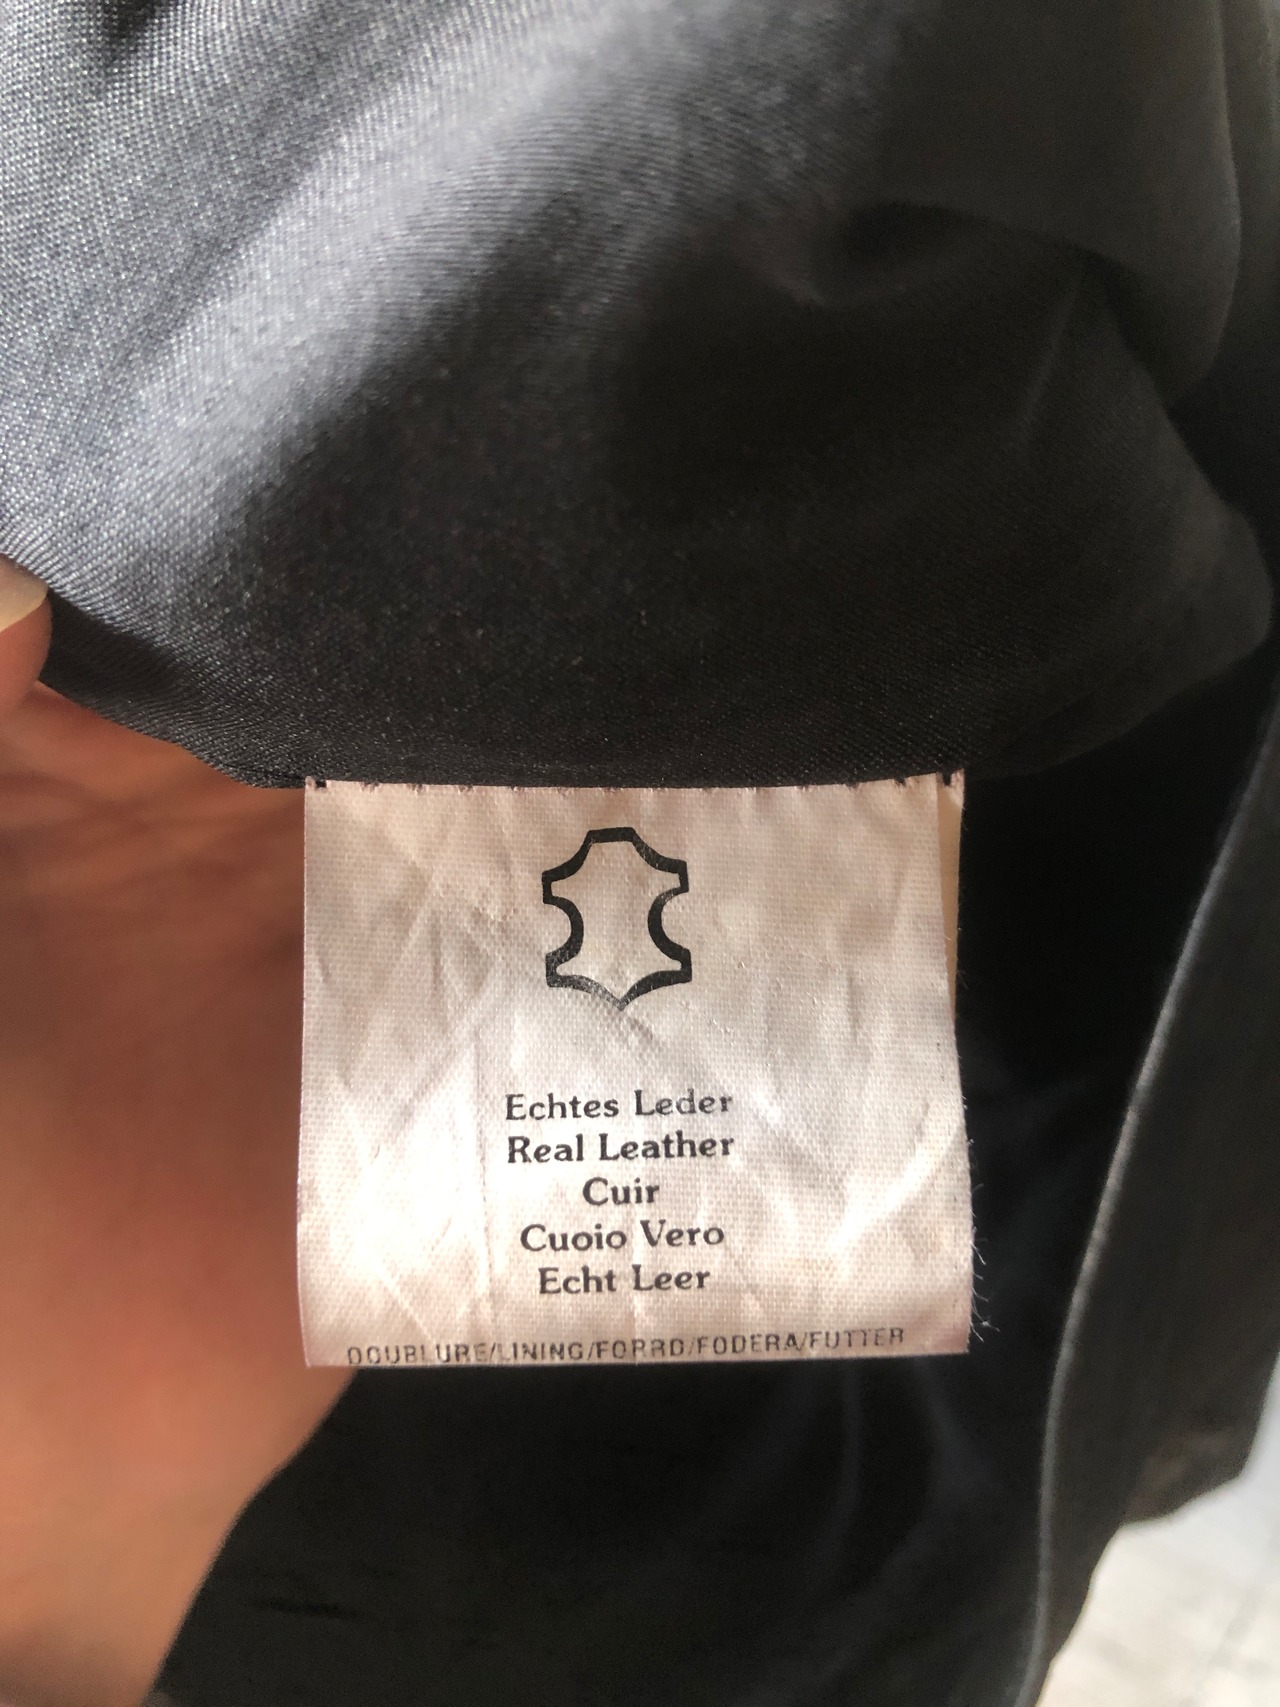 Echtes Leder
Real Leather
Cuir
Cuoio Vero
Echt Leer
DOUBLURE/LINING/FORRO/FODERA/FUTTER